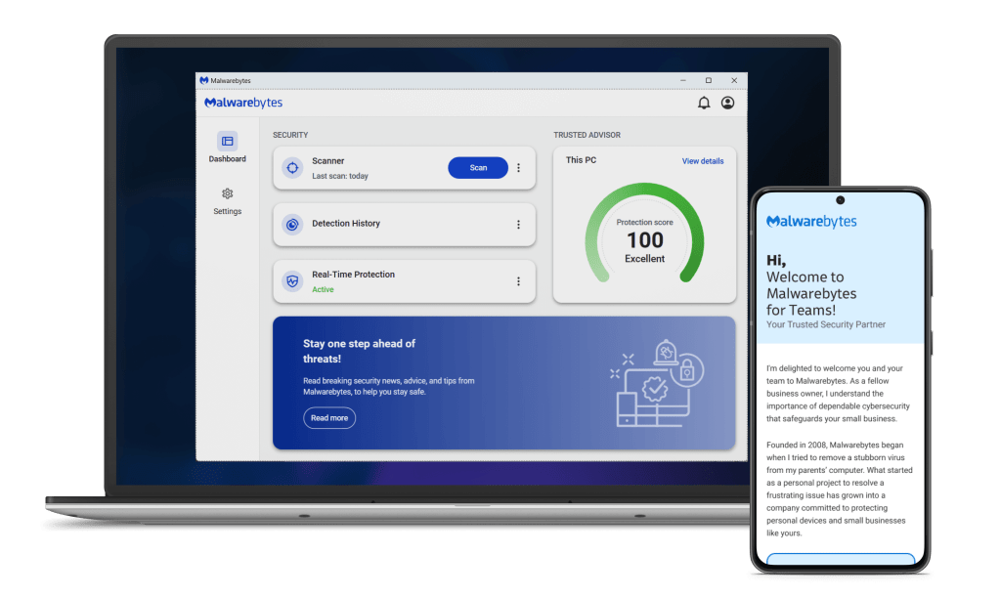 Malwarebytes
Malwarebytes
Dashboard
Settings
SECURITY
Scanner
Last scan: today
Scan
Detection History
Real-Time Protection
Active
TRUSTED ADVISOR
This PC
View details
Protection score
100
Excellent
Stay one step ahead of
threats!
Read breaking security news, advice, and tips from
Malwarebytes, to help you stay safe.
Read more
Malwarebytes
Hi,
Welcome to
Malwarebytes
for Teams!
Your Trusted Security Partner
I'm delighted to welcome you and your
team to Malwarebytes. As a fellow
business owner, I understand the
importance of dependable cybersecurity
that safeguards your small business.
Founded in 2008, Malwarebytes began
when I tried to remove a stubborn virus
from my parents' computer. What started
as a personal project to resolve a
frustrating issue has grown into a
company committed to protecting
personal devices and small businesses
like yours.